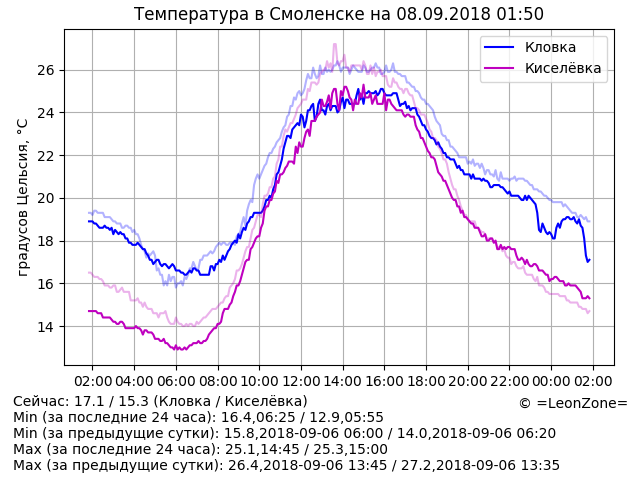 Температура в Смоленске на 08.09.2018 01:50
Кловка
Киселёвка
градусов Цельсия, °C
26
24
22
20
18
16
14
02:00 04:00 06:00 08:00 10:00 12:00 14:00 16:00 18:00 20:00 22:00 00:00 02:00
Сейчас: 17.1 / 15.3 (Кловка / Киселёвка)
© =LeonZone=
Min (за последние 24 часа): 16.4,06:25 / 12.9,05:55
Min (за предыдущие сутки): 15.8,2018-09-06 06:00 / 14.0,2018-09-06 06:20
Max (за последние 24 часа): 25.1,14:45 / 25.3,15:00
Max (за предыдущие сутки): 26.4,2018-09-06 13:45 / 27.2,2018-09-06 13:35